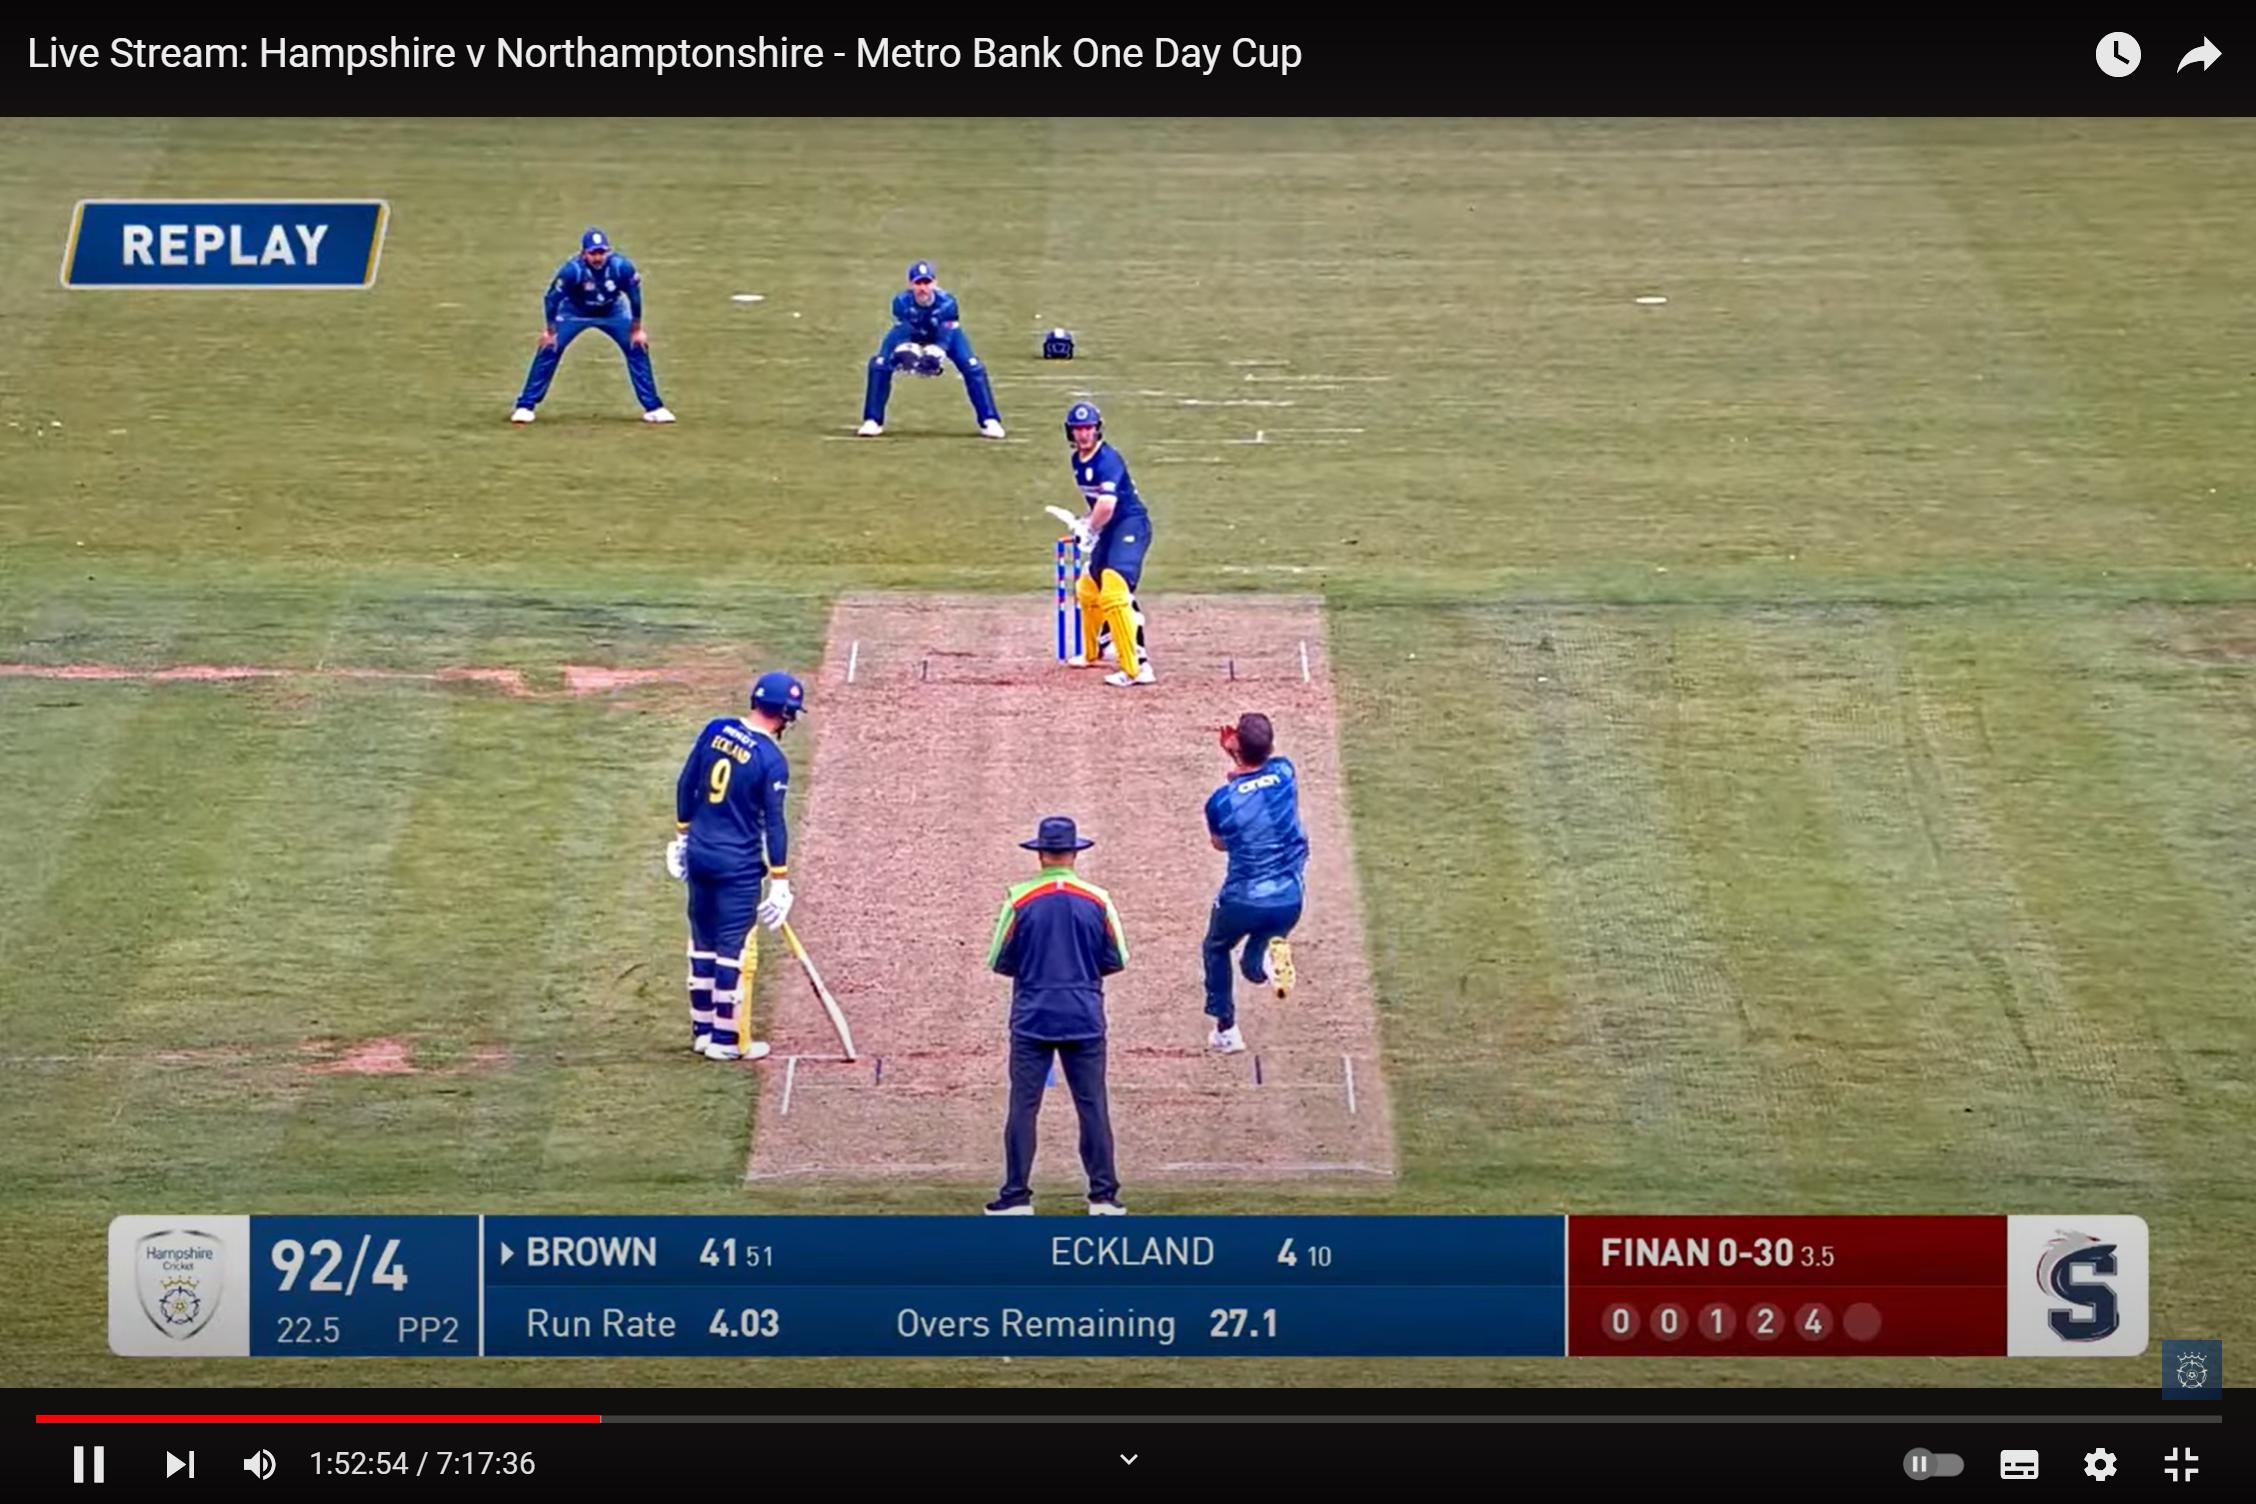 Live Stream: Hampshire v Northamptonshire - Metro Bank One Day Cup
REPLAY
ECKLAND
9
cinch
Hampshire
Cricket
92/4
22.5 PP2
BROWN 41 51 ECKLAND 4 10
Run Rate 4.03 Overs Remaining 27.1
FINAN 0-30 3.5
0 0 1 2 4
S
1:52:54 / 7:17:36